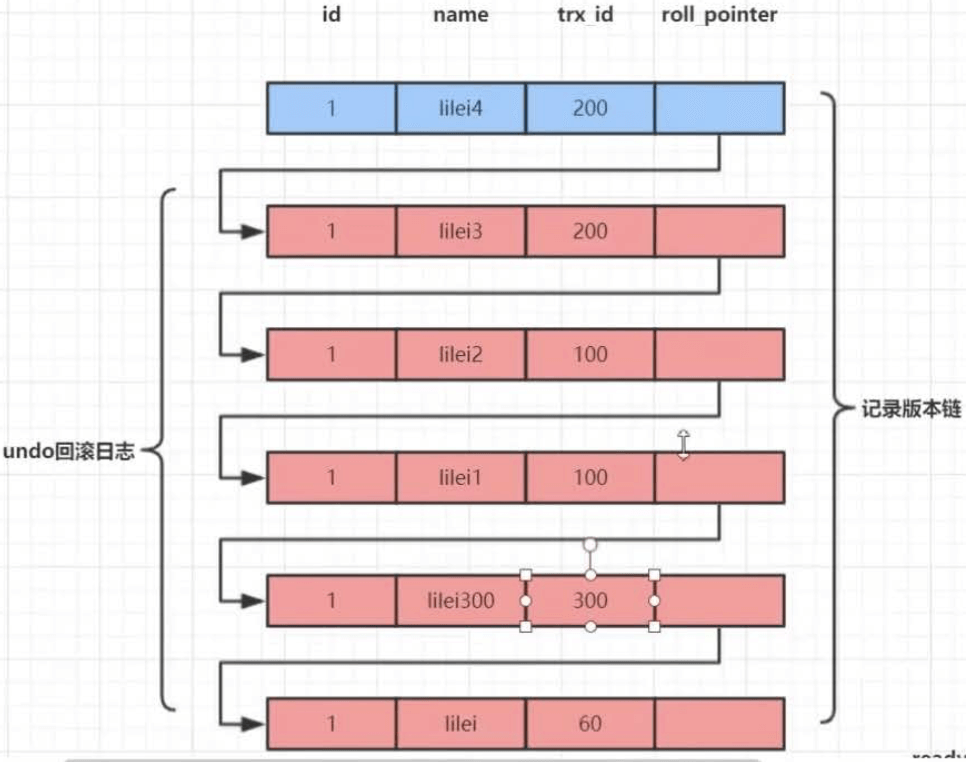 id name trx_id roll_pointer
1 lilei4 200
1 lilei3 200
1 lilei2 100
记录版本链
undo回滚日志
1 lilei1 100
1 lilei300 300
1 lilei 60